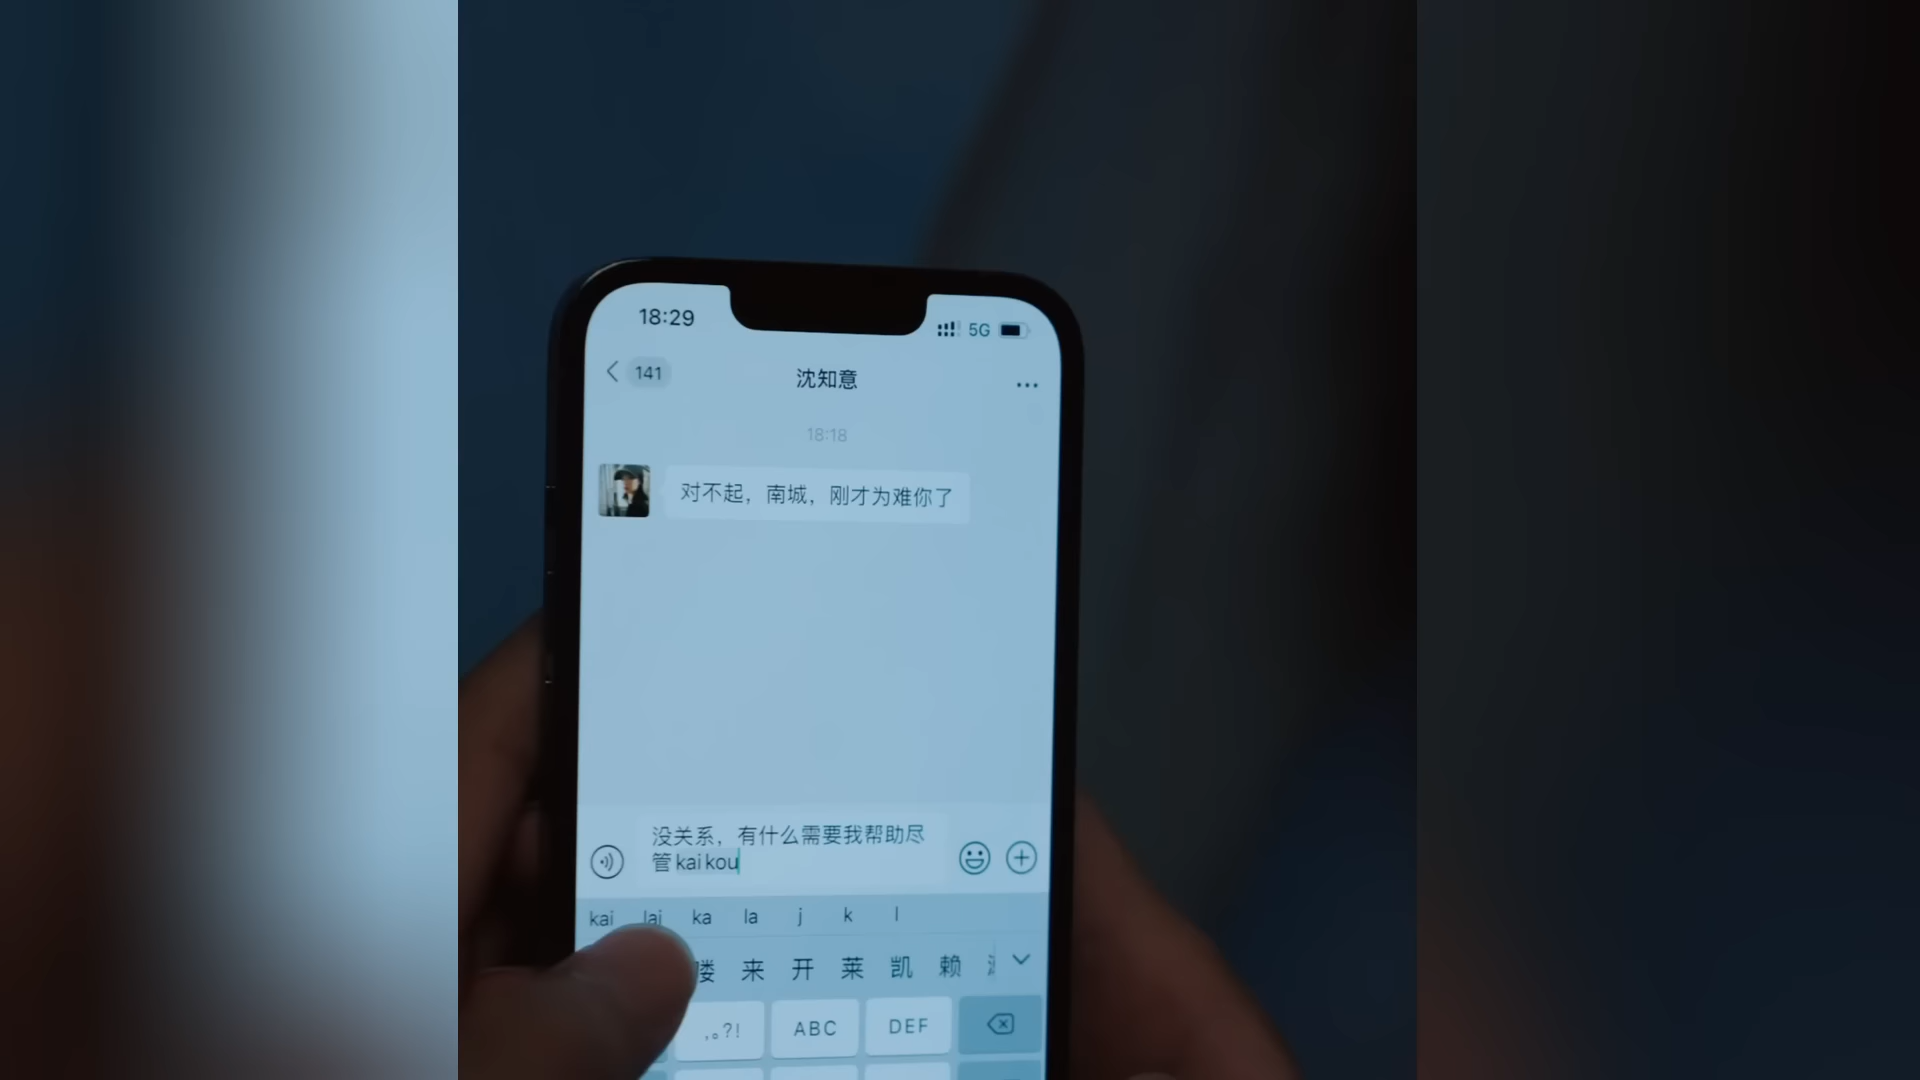 18:29
5G
141
沈知意
18:18
对不起，南城，刚才为难你了
没关系，有什么需要我帮助尽
管 kai kou
kai lai ka la j k l
喽 来 开 莱 凯 赖
,。?! ABC DEF